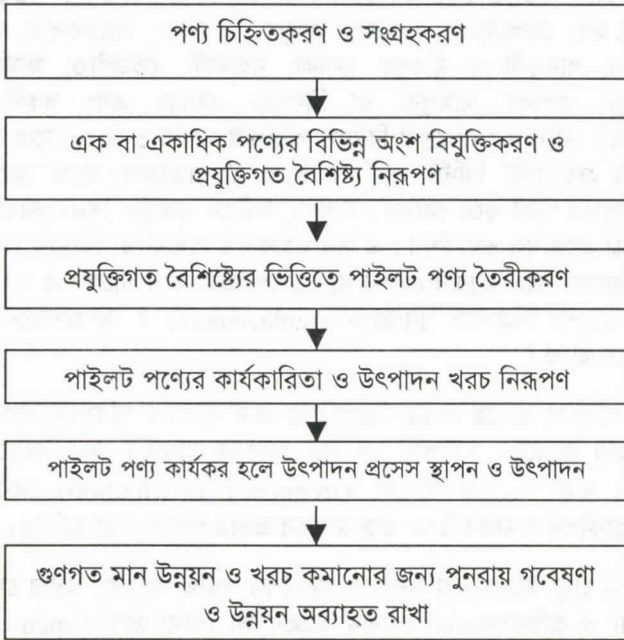 পণ্য চিহ্নিতকরণ ও সংগ্রহকরণ
এক বা একাধিক পণ্যের বিভিন্ন অংশ বিযুক্তিকরণ ও
প্রযুক্তিগত বৈশিষ্ট্য নিরূপণ
প্রযুক্তিগত বৈশিষ্ট্যের ভিত্তিতে পাইলট পণ্য তৈরীকরণ
পাইলট পণ্যের কার্যকারিতা ও উৎপাদন খরচ নিরূপণ
পাইলট পণ্য কার্যকর হলে উৎপাদন প্রসেস স্থাপন ও উৎপাদন
গুণগত মান উন্নয়ন ও খরচ কমানোর জন্য পুনরায় গবেষণা
ও উন্নয়ন অব্যাহত রাখা